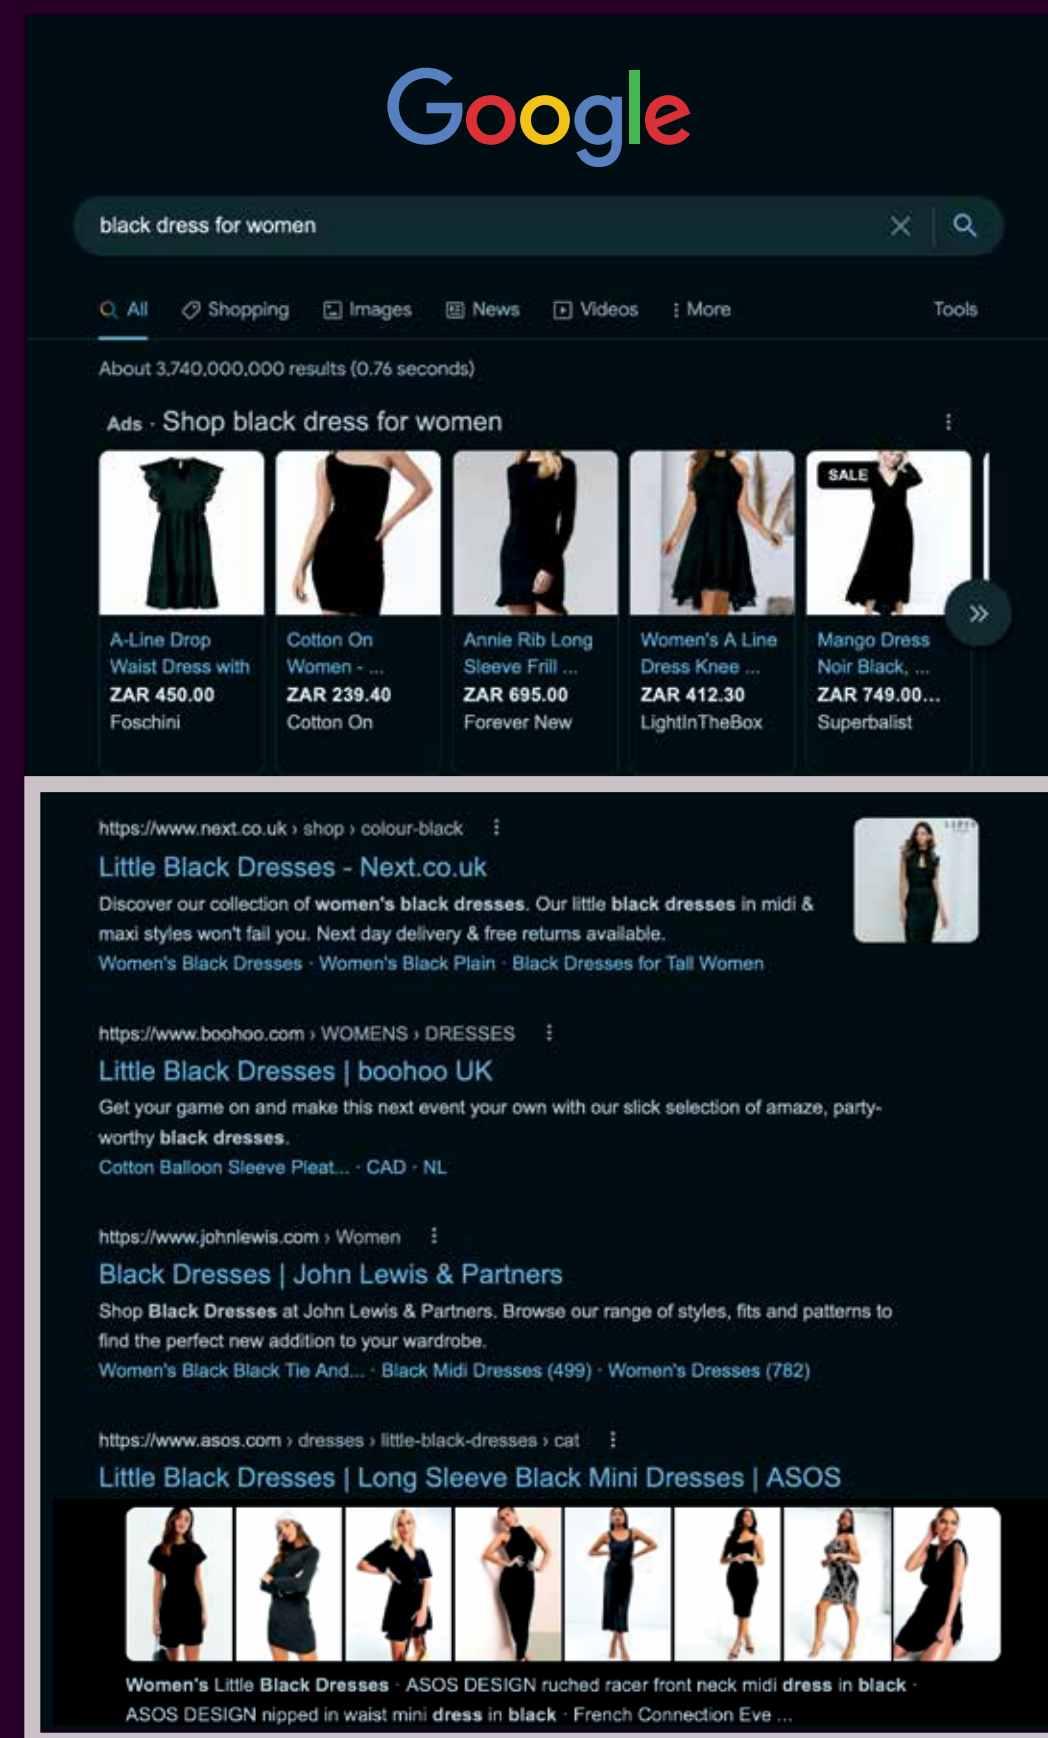 Google
black dress for women
All Shopping Images News Videos More Tools
About 3,740,000,000 results (0.76 seconds)
Ads · Shop black dress for women
SALE
A-Line Drop
Waist Dress with
ZAR 450.00
Foschini
Cotton On
Women - ...
ZAR 239.40
Cotton On
Annie Rib Long
Sleeve Frill ...
ZAR 695.00
Forever New
Women's A Line
Dress Knee ...
ZAR 412.30
LightInTheBox
Mango Dress
Noir Black, ...
ZAR 749.00...
Superbalist
https://www.next.co.uk › shop › colour-black
Little Black Dresses - Next.co.uk
Discover our collection of women's black dresses. Our little black dresses in midi &
maxi styles won't fail you. Next day delivery & free returns available.
Women's Black Dresses · Women's Black Plain · Black Dresses for Tall Women
https://www.boohoo.com › WOMENS › DRESSES
Little Black Dresses | boohoo UK
Get your game on and make this next event your own with our slick selection of amaze, party-
worthy black dresses.
Cotton Balloon Sleeve Pleat... · CAD · NL
https://www.johnlewis.com › Women
Black Dresses | John Lewis & Partners
Shop Black Dresses at John Lewis & Partners. Browse our range of styles, fits and patterns to
find the perfect new addition to your wardrobe.
Women's Black Black Tie And... · Black Midi Dresses (499) · Women's Dresses (782)
https://www.asos.com › dresses › little-black-dresses › cat
Little Black Dresses | Long Sleeve Black Mini Dresses | ASOS
Women's Little Black Dresses · ASOS DESIGN ruched racer front neck midi dress in black ·
ASOS DESIGN nipped in waist mini dress in black · French Connection Eve ...